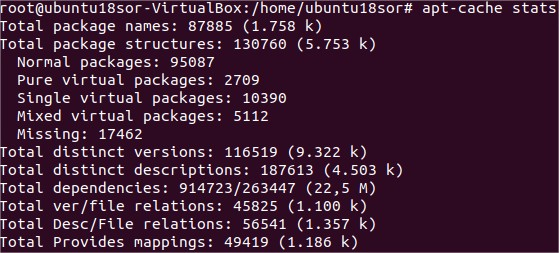 root@ubuntu18sor-VirtualBox:/home/ubuntu18sor# apt-cache stats
Total package names: 87885 (1.758 k)
Total package structures: 130760 (5.753 k)
  Normal packages: 95087
  Pure virtual packages: 2709
  Single virtual packages: 10390
  Mixed virtual packages: 5112
  Missing: 17462
Total distinct versions: 116519 (9.322 k)
Total distinct descriptions: 187613 (4.503 k)
Total dependencies: 914723/263447 (22,5 M)
Total ver/file relations: 45825 (1.100 k)
Total Desc/File relations: 56541 (1.357 k)
Total Provides mappings: 49419 (1.186 k)